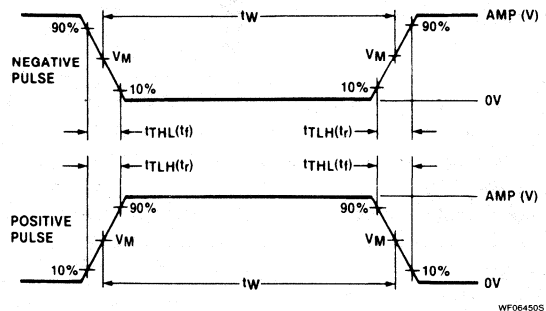 tW
AMP (V)
90%
90%
VM
VM
NEGATIVE
PULSE
10%
10%
0V
tTHL(tf)
tTLH(tr)
tTLH(tr)
tTHL(tf)
AMP (V)
90%
90%
POSITIVE
PULSE
VM
VM
10%
10%
tW
0V
WF06450S